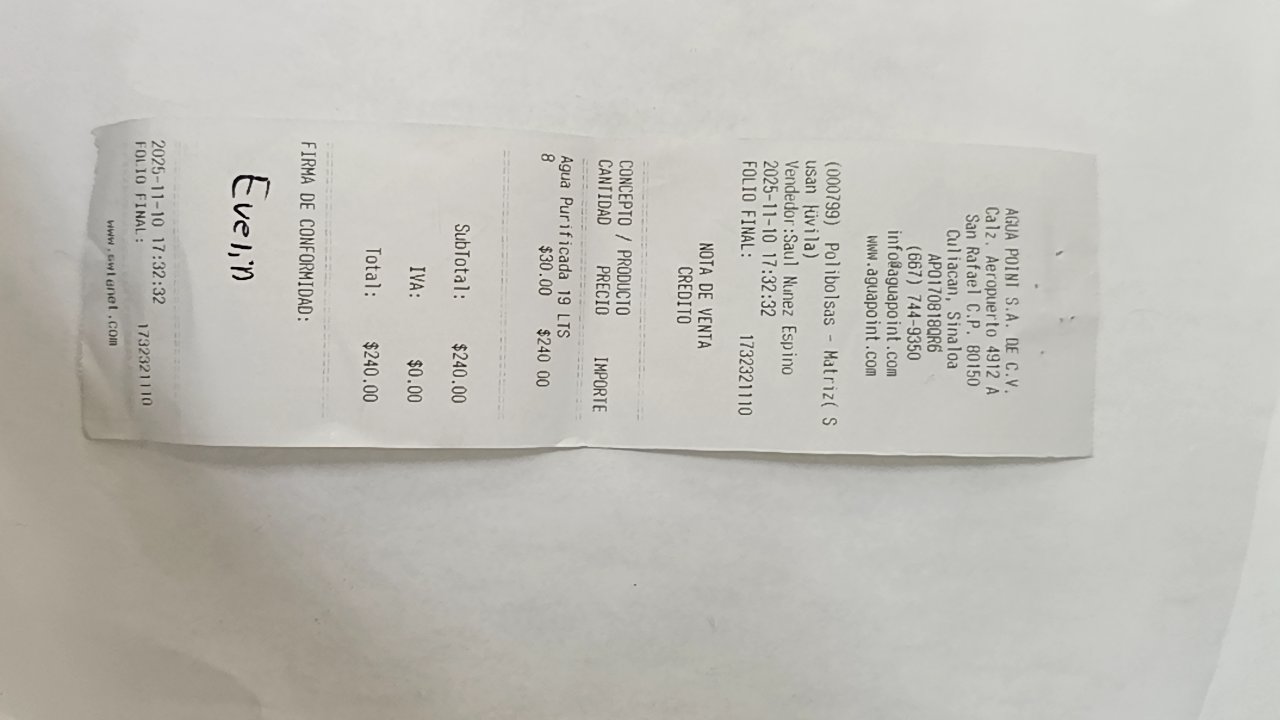 AGUA POINT S.A. DE C.V.
Calz. Aeropuerto 4912 A
San Rafael C.P. 80150
Culiacan, Sinaloa
APO170818QR6
(667) 744-9350
info@aguapoint.com
www.aguapoint.com
(000799) Polibolsas - Matriz( S
usan
Vendedor:Saul Nunez Espino
2025-11-10 17:32:32
FOLIO FINAL: 1732321110
NOTA DE VENTA
CREDITO
CONCEPTO / PRODUCTO
CANTIDAD PRECIO IMPORTE
Agua Purificada 19 LTS
8 $30.00 $240 00
SubTotal: $240.00
IVA: $0.00
Total: $240.00
FIRMA DE CONFORMIDAD:
Evelin
2025-11-10 17:32:32
FOLIO FINAL: 1732321110